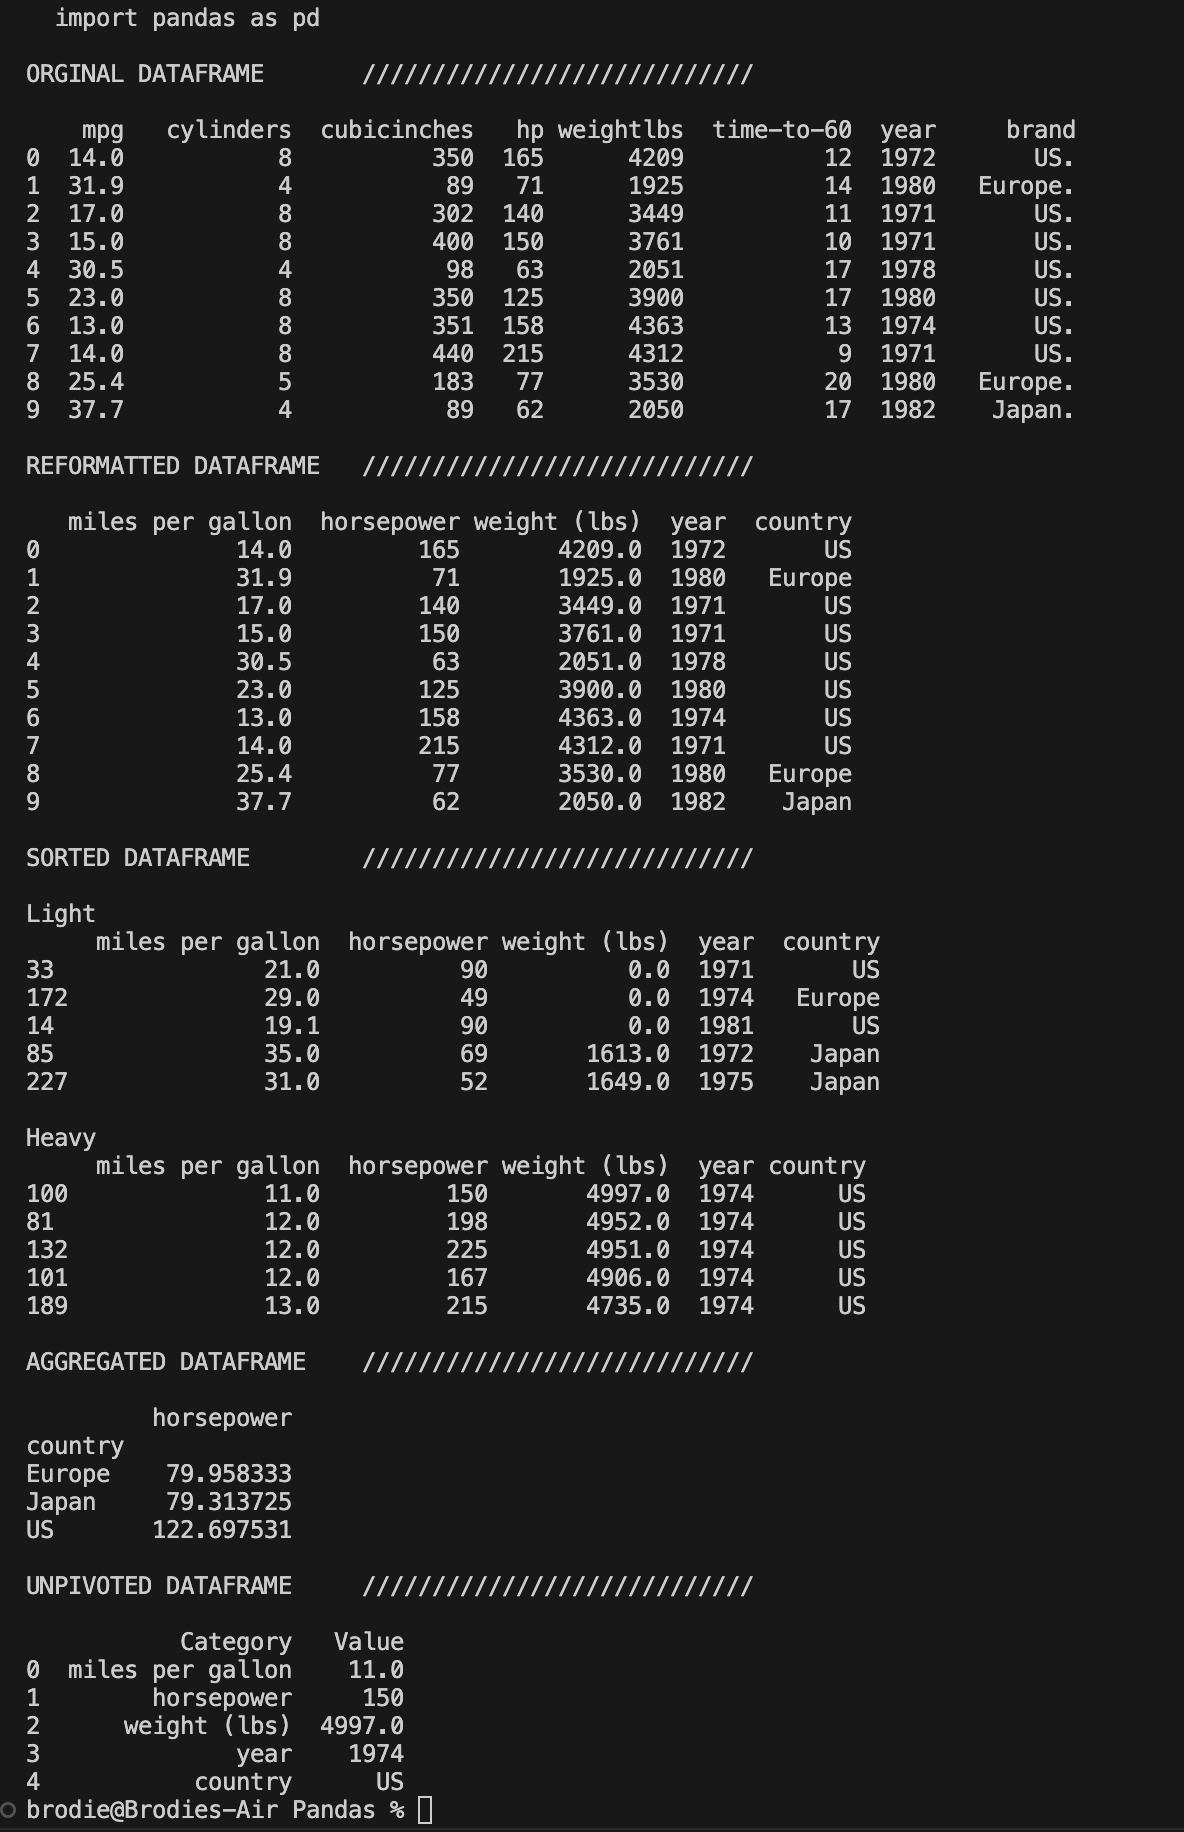 import pandas as pd
ORGINAL DATAFRAME       ////////////////////////////
    mpg   cylinders  cubicinches   hp weightlbs  time-to-60  year     brand
0  14.0           8          350  165      4209          12  1972       US.
1  31.9           4           89   71      1925          14  1980   Europe.
2  17.0           8          302  140      3449          11  1971       US.
3  15.0           8          400  150      3761          10  1971       US.
4  30.5           4           98   63      2051          17  1978       US.
5  23.0           8          350  125      3900          17  1980       US.
6  13.0           8          351  158      4363          13  1974       US.
7  14.0           8          440  215      4312           9  1971       US.
8  25.4           5          183   77      3530          20  1980   Europe.
9  37.7           4           89   62      2050          17  1982    Japan.
REFORMATTED DATAFRAME   ////////////////////////////
   miles per gallon  horsepower weight (lbs)  year  country
0              14.0         165       4209.0  1972       US
1              31.9          71       1925.0  1980   Europe
2              17.0         140       3449.0  1971       US
3              15.0         150       3761.0  1971       US
4              30.5          63       2051.0  1978       US
5              23.0         125       3900.0  1980       US
6              13.0         158       4363.0  1974       US
7              14.0         215       4312.0  1971       US
8              25.4          77       3530.0  1980   Europe
9              37.7          62       2050.0  1982    Japan
SORTED DATAFRAME        ////////////////////////////
Light
     miles per gallon  horsepower weight (lbs)  year  country
33               21.0          90          0.0  1971       US
172              29.0          49          0.0  1974   Europe
14               19.1          90          0.0  1981       US
85               35.0          69       1613.0  1972    Japan
227              31.0          52       1649.0  1975    Japan
Heavy
     miles per gallon  horsepower weight (lbs)  year country
100              11.0         150       4997.0  1974      US
81               12.0         198       4952.0  1974      US
132              12.0         225       4951.0  1974      US
101              12.0         167       4906.0  1974      US
189              13.0         215       4735.0  1974      US
AGGREGATED DATAFRAME    ////////////////////////////
         horsepower
country
Europe    79.958333
Japan     79.313725
US       122.697531
UNPIVOTED DATAFRAME     ////////////////////////////
           Category   Value
0  miles per gallon    11.0
1        horsepower     150
2      weight (lbs)  4997.0
3              year    1974
4           country      US
brodie@Brodies-Air Pandas %